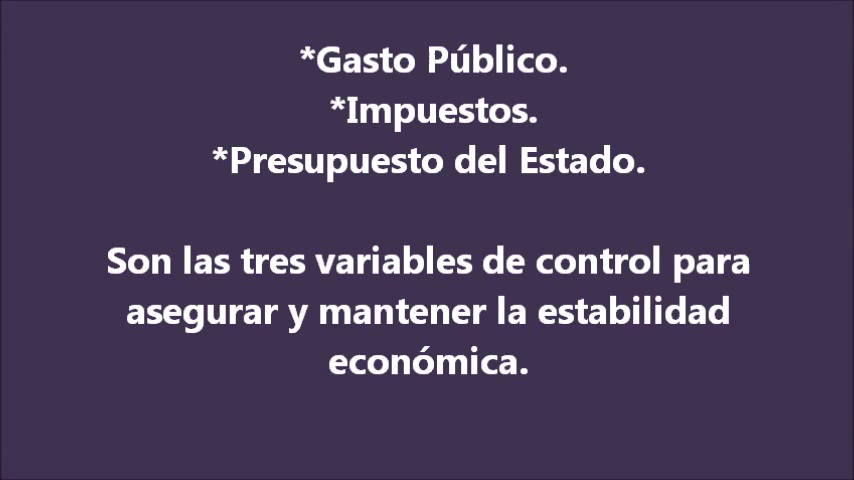 *Gasto Público.
*Impuestos.
*Presupuesto del Estado.
Son las tres variables de control para
asegurar y mantener la estabilidad
económica.